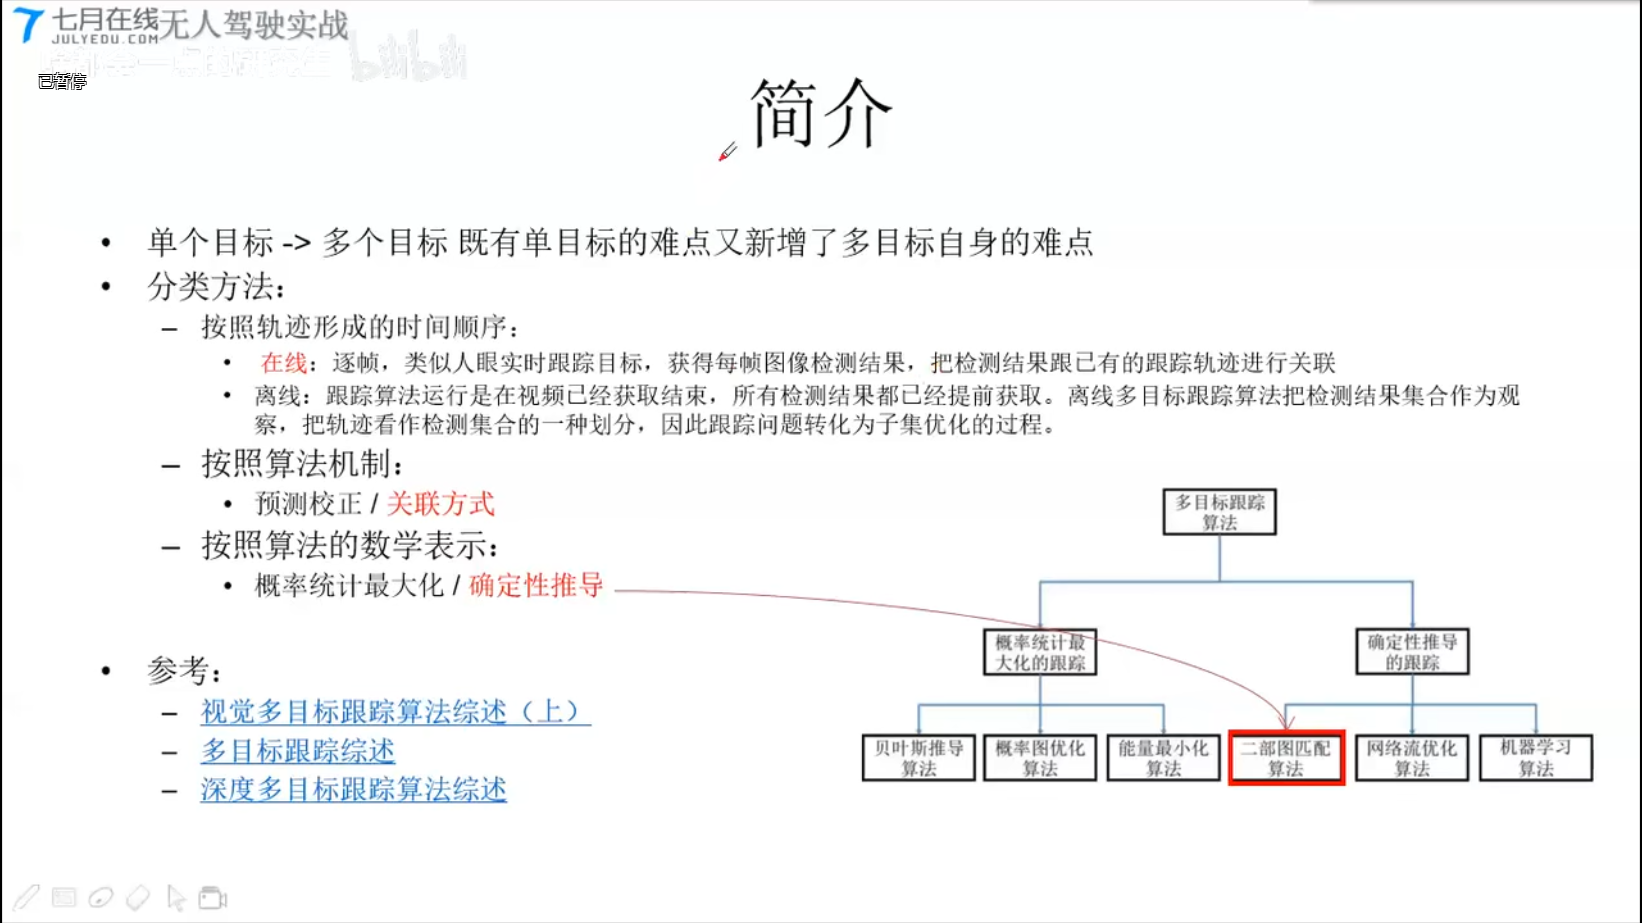 七月在线
JULYEDU.COM
无人驾驶实战
bilibili
已暂停
简介
• 单个目标 -> 多个目标 既有单目标的难点又新增了多目标自身的难点
• 分类方法：
– 按照轨迹形成的时间顺序：
• 在线：逐帧，类似人眼实时跟踪目标，获得每帧图像检测结果，把检测结果跟已有的跟踪轨迹进行关联
• 离线：跟踪算法运行是在视频已经获取结束，所有检测结果都已经提前获取。离线多目标跟踪算法把检测结果集合作为观
察，把轨迹看作检测集合的一种划分，因此跟踪问题转化为子集优化的过程。
– 按照算法机制：
• 预测校正 / 关联方式
– 按照算法的数学表示：
• 概率统计最大化 / 确定性推导
• 参考：
– 视觉多目标跟踪算法综述（上）
– 多目标跟踪综述
– 深度多目标跟踪算法综述
多目标跟踪
算法
概率统计最
大化的跟踪
确定性推导
的跟踪
贝叶斯推导
算法
概率图优化
算法
能量最小化
算法
二部图匹配
算法
网络流优化
算法
机器学习
算法